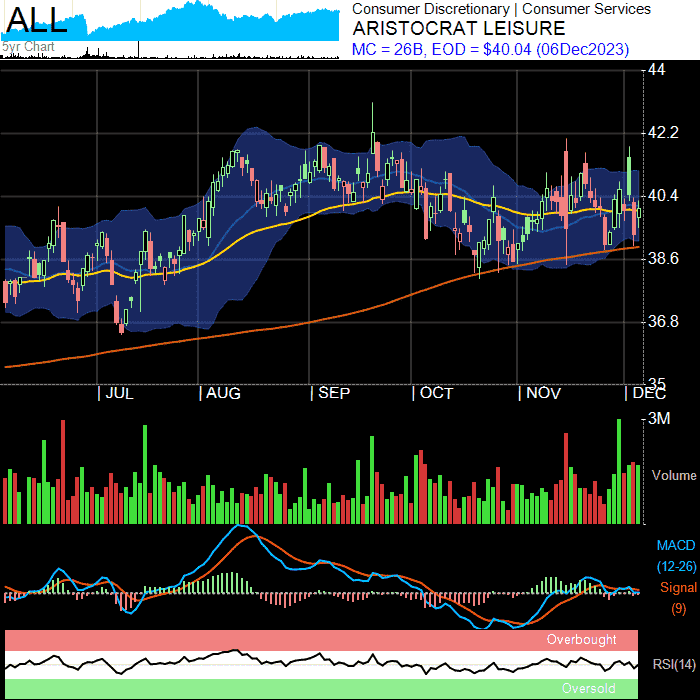 ALL
5yr Chart
Consumer Discretionary | Consumer Services
ARISTOCRAT LEISURE
MC = 26B, EOD = $40.04 (06Dec2023)
44
42.2
40.4
38.6
36.8
35
JUL AUG SEP OCT NOV DEC
3M
Volume
MACD
(12-26)
Signal
(9)
Overbought
RSI(14)
Oversold